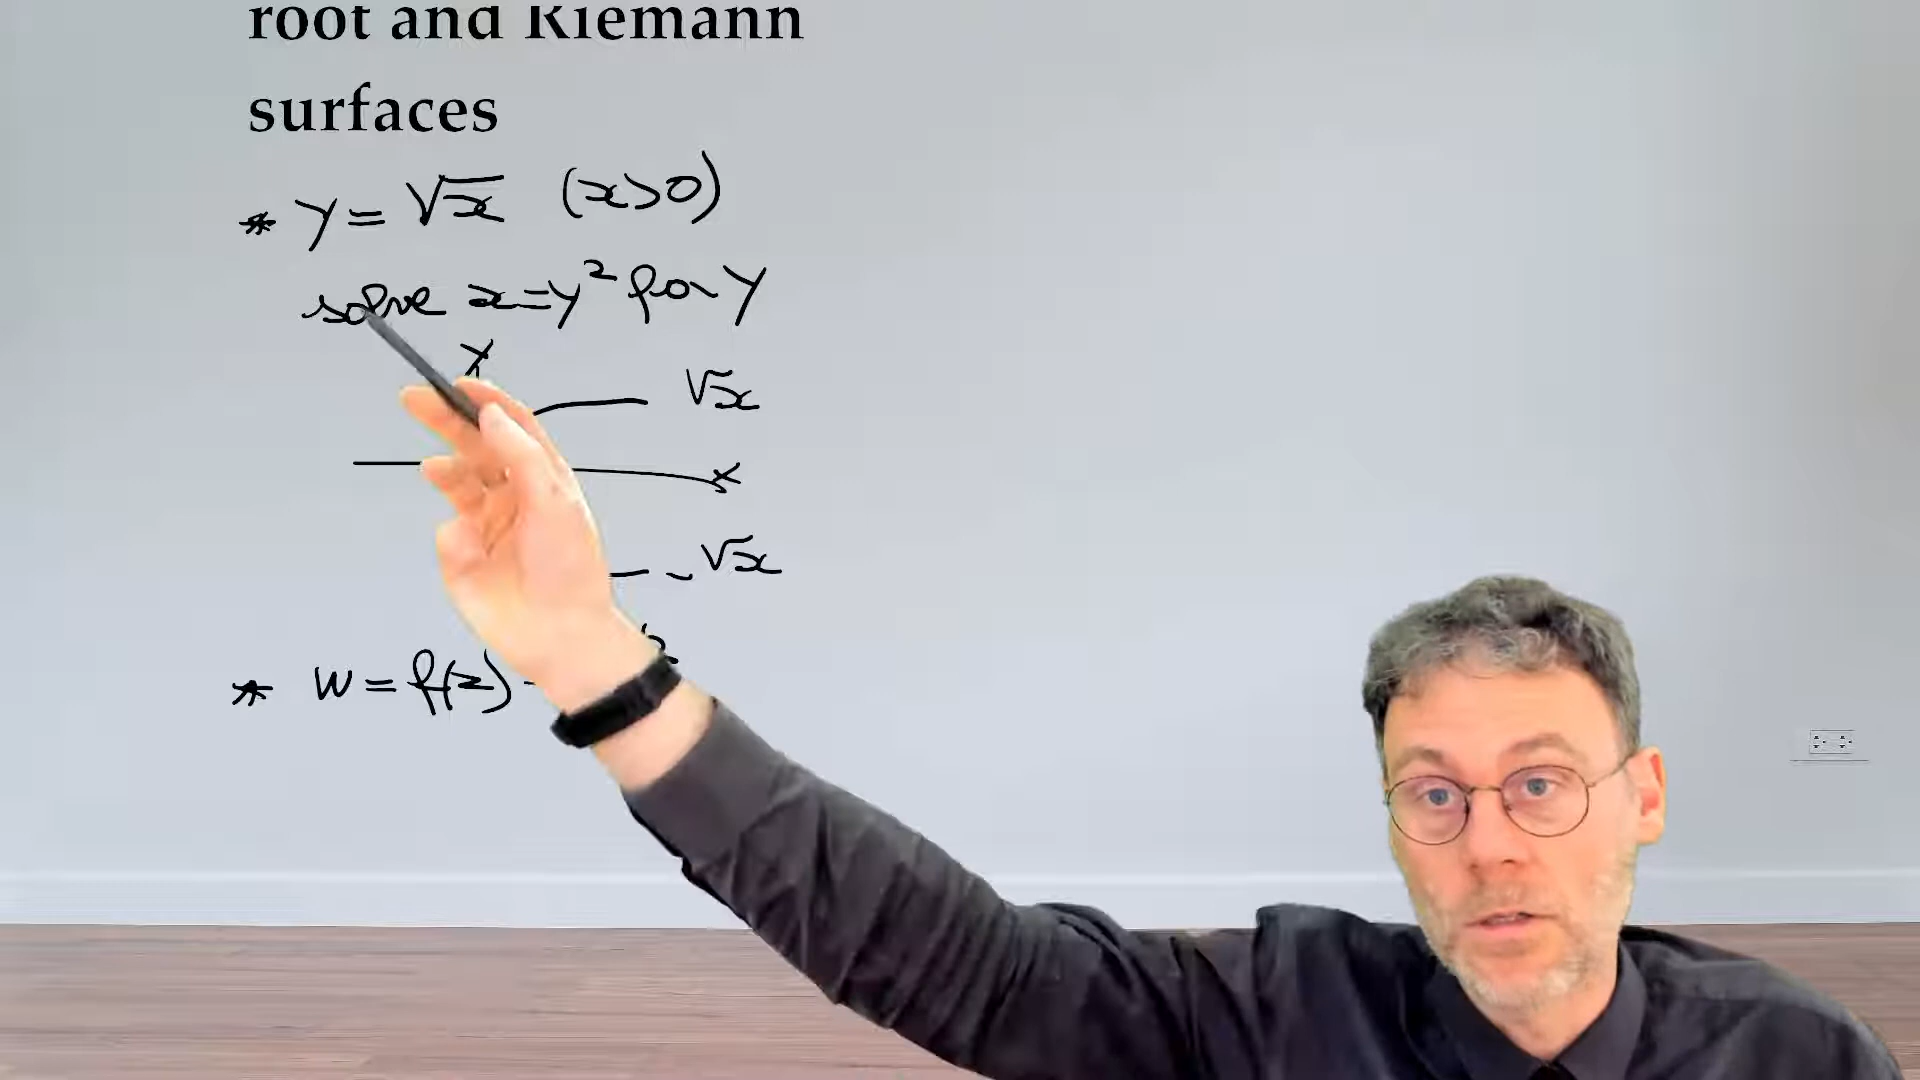 root and Riemann
surfaces
* y = √x (x>0)
solve x=y² for y
y
√x
x
-√x
* w = f(z)